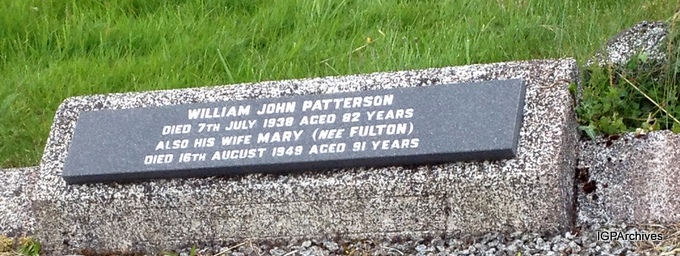 WILLIAM JOHN PATTERSON
DIED 7TH JULY 1938 AGED 82 YEARS
ALSO HIS WIFE MARY (NEE FULTON)
DIED 16TH AUGUST 1949 AGED 91 YEARS
IGPArchives